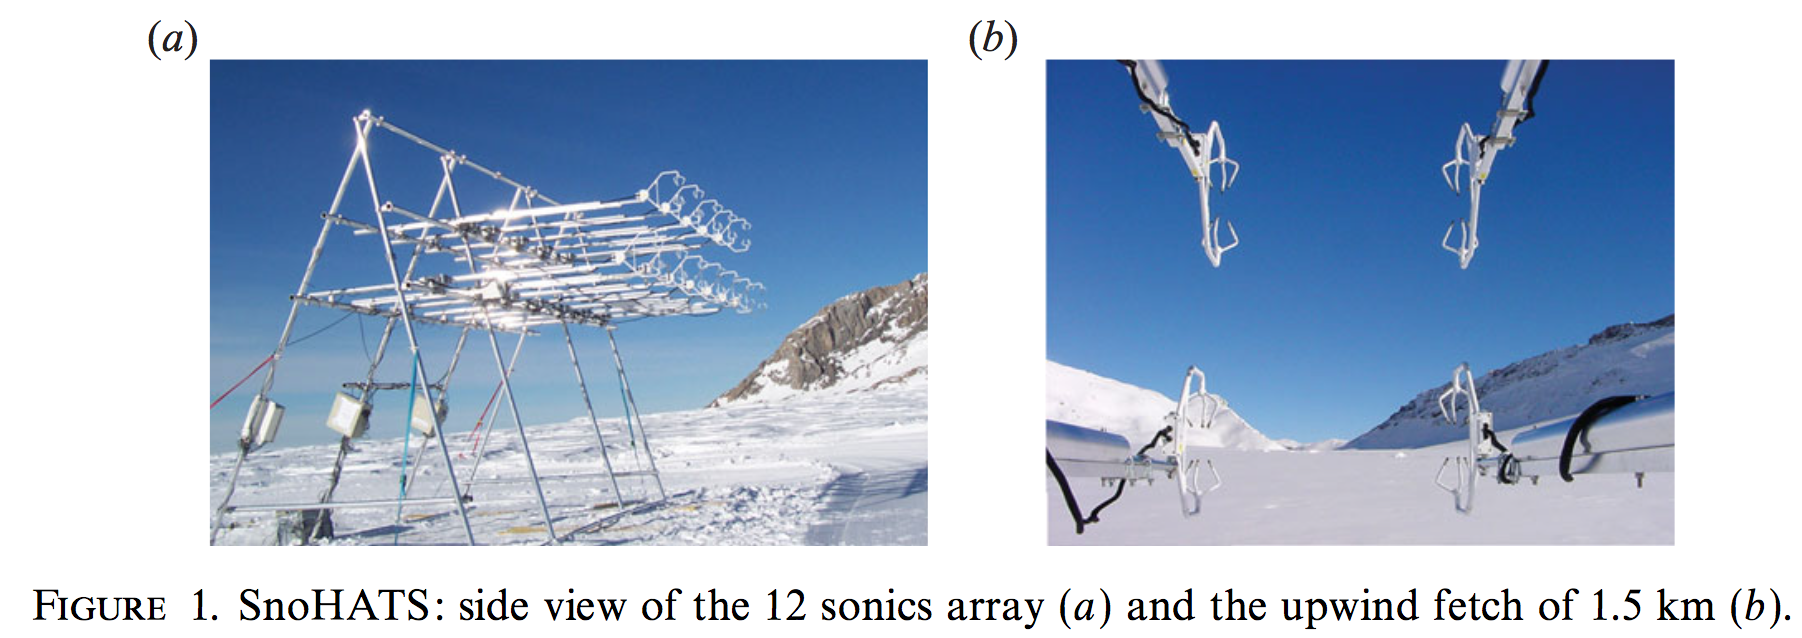 (a)
(b)
FIGURE 1. SnoHATS: side view of the 12 sonics array (a) and the upwind fetch of 1.5 km (b).